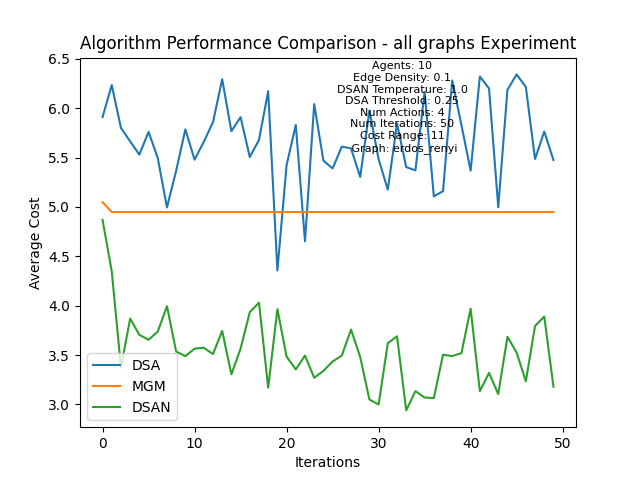 Algorithm Performance Comparison - all graphs Experiment
Agents: 10
Edge Density: 0.1
DSAN Temperature: 1.0
DSA Threshold: 0.25
Num Actions: 4
Num Iterations: 50
Cost Range: 11
Graph: erdos_renyi
6.5
6.0
5.5
5.0
4.5
4.0
3.5
3.0
Average Cost
DSA
MGM
DSAN
0 10 20 30 40 50
Iterations